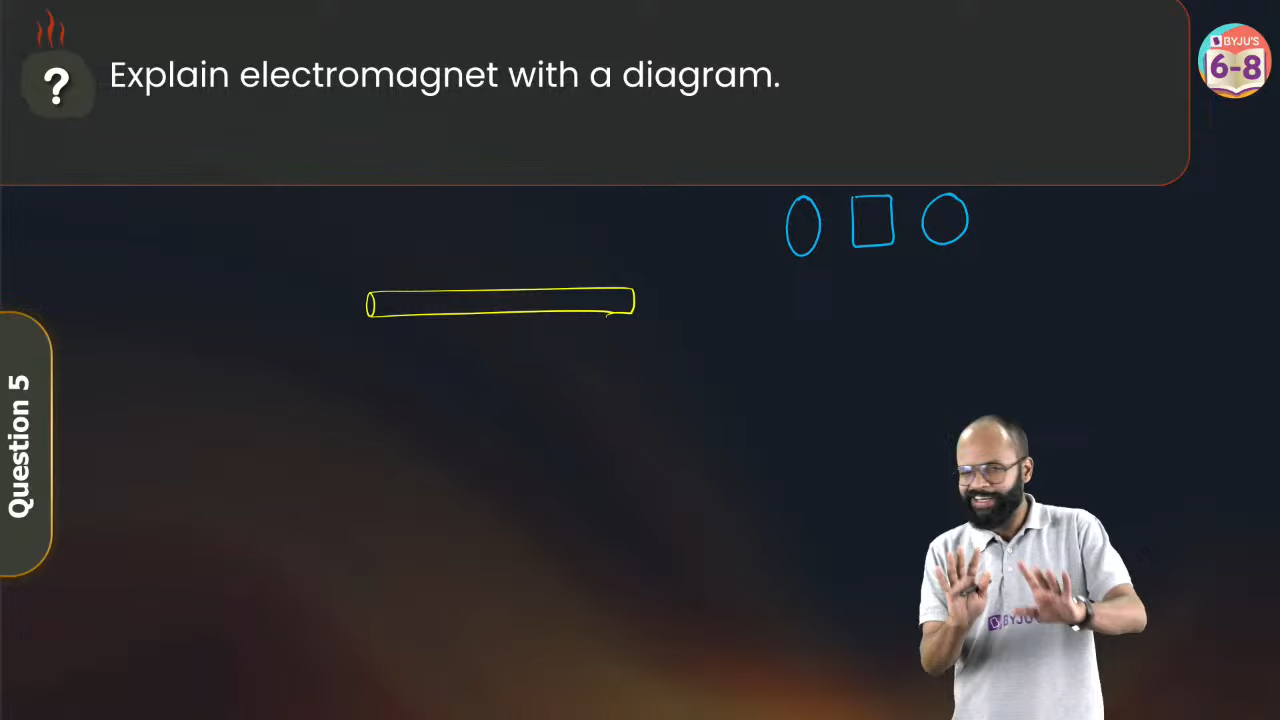 BYJU'S
6-8
?
Explain electromagnet with a diagram.
Question 5
BYJU'S